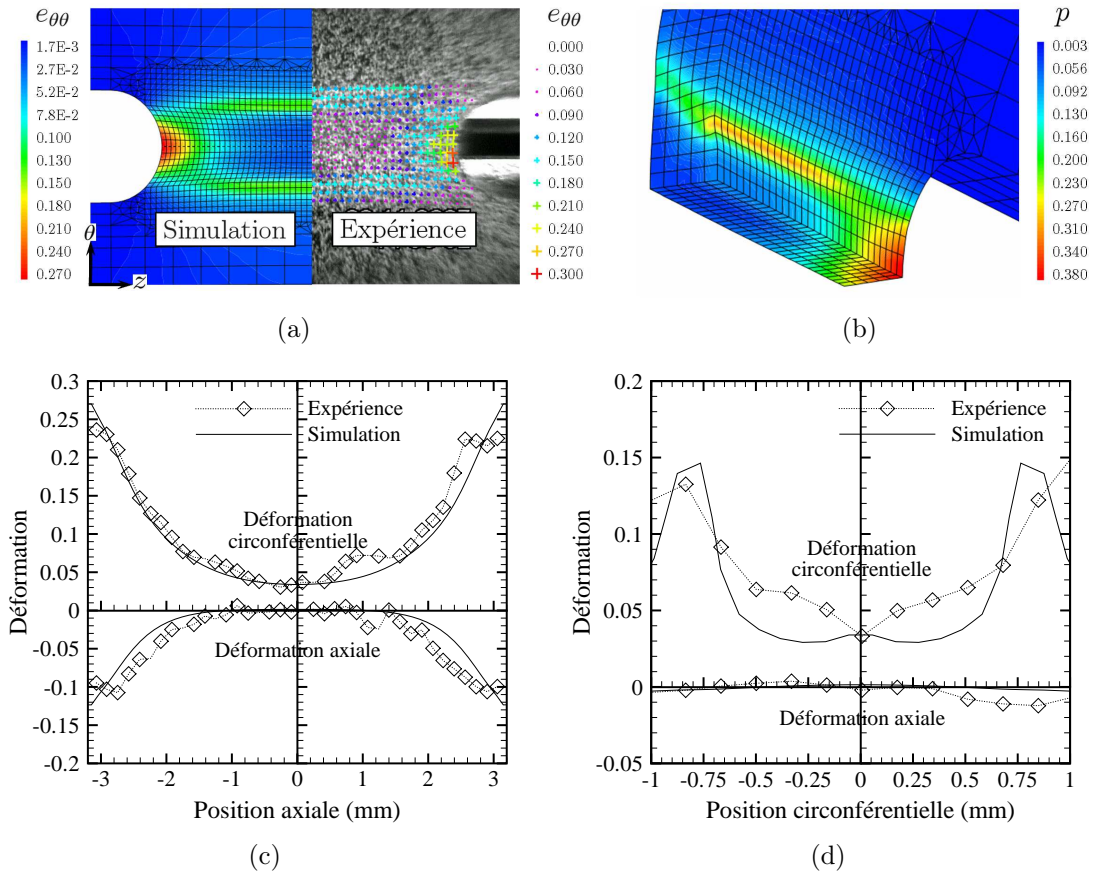 e_θθ
1.7E-3
2.7E-2
5.2E-2
7.8E-2
0.100
0.130
0.150
0.180
0.210
0.240
0.270
θ
z
Simulation
Expérience
e_θθ
0.000
0.030
0.060
0.090
0.120
0.150
0.180
0.210
0.240
0.270
0.300
(a)
p
0.003
0.056
0.093
0.120
0.160
0.200
0.230
0.270
0.310
0.340
0.380
(b)
0.3
0.25
0.2
0.15
0.1
0.05
0
-0.05
-0.1
-0.15
-0.2
Déformation
Expérience
Simulation
Déformation
circonférentielle
Déformation axiale
-3 -2 -1 0 1 2 3
Position axiale (mm)
(c)
0.2
0.15
0.1
0.05
0
-0.05
Déformation
Expérience
Simulation
Déformation
circonférentielle
Déformation axiale
-1 -0.75 -0.5 -0.25 0 0.25 0.5 0.75 1
Position circonférentielle (mm)
(d)